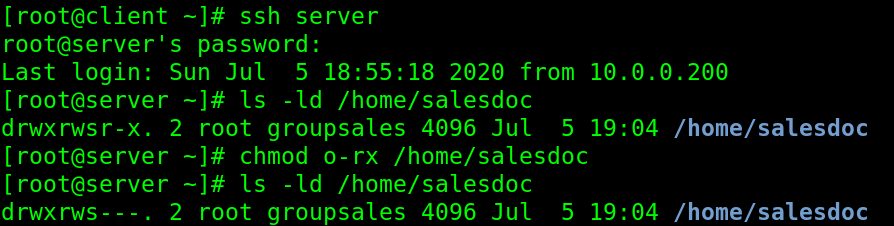 [root@client ~]# ssh server
root@server's password:
Last login: Sun Jul  5 18:55:18 2020 from 10.0.0.200
[root@server ~]# ls -ld /home/salesdoc
drwxrwsr-x. 2 root groupsales 4096 Jul  5 19:04 /home/salesdoc
[root@server ~]# chmod o-rx /home/salesdoc
[root@server ~]# ls -ld /home/salesdoc
drwxrws---. 2 root groupsales 4096 Jul  5 19:04 /home/salesdoc